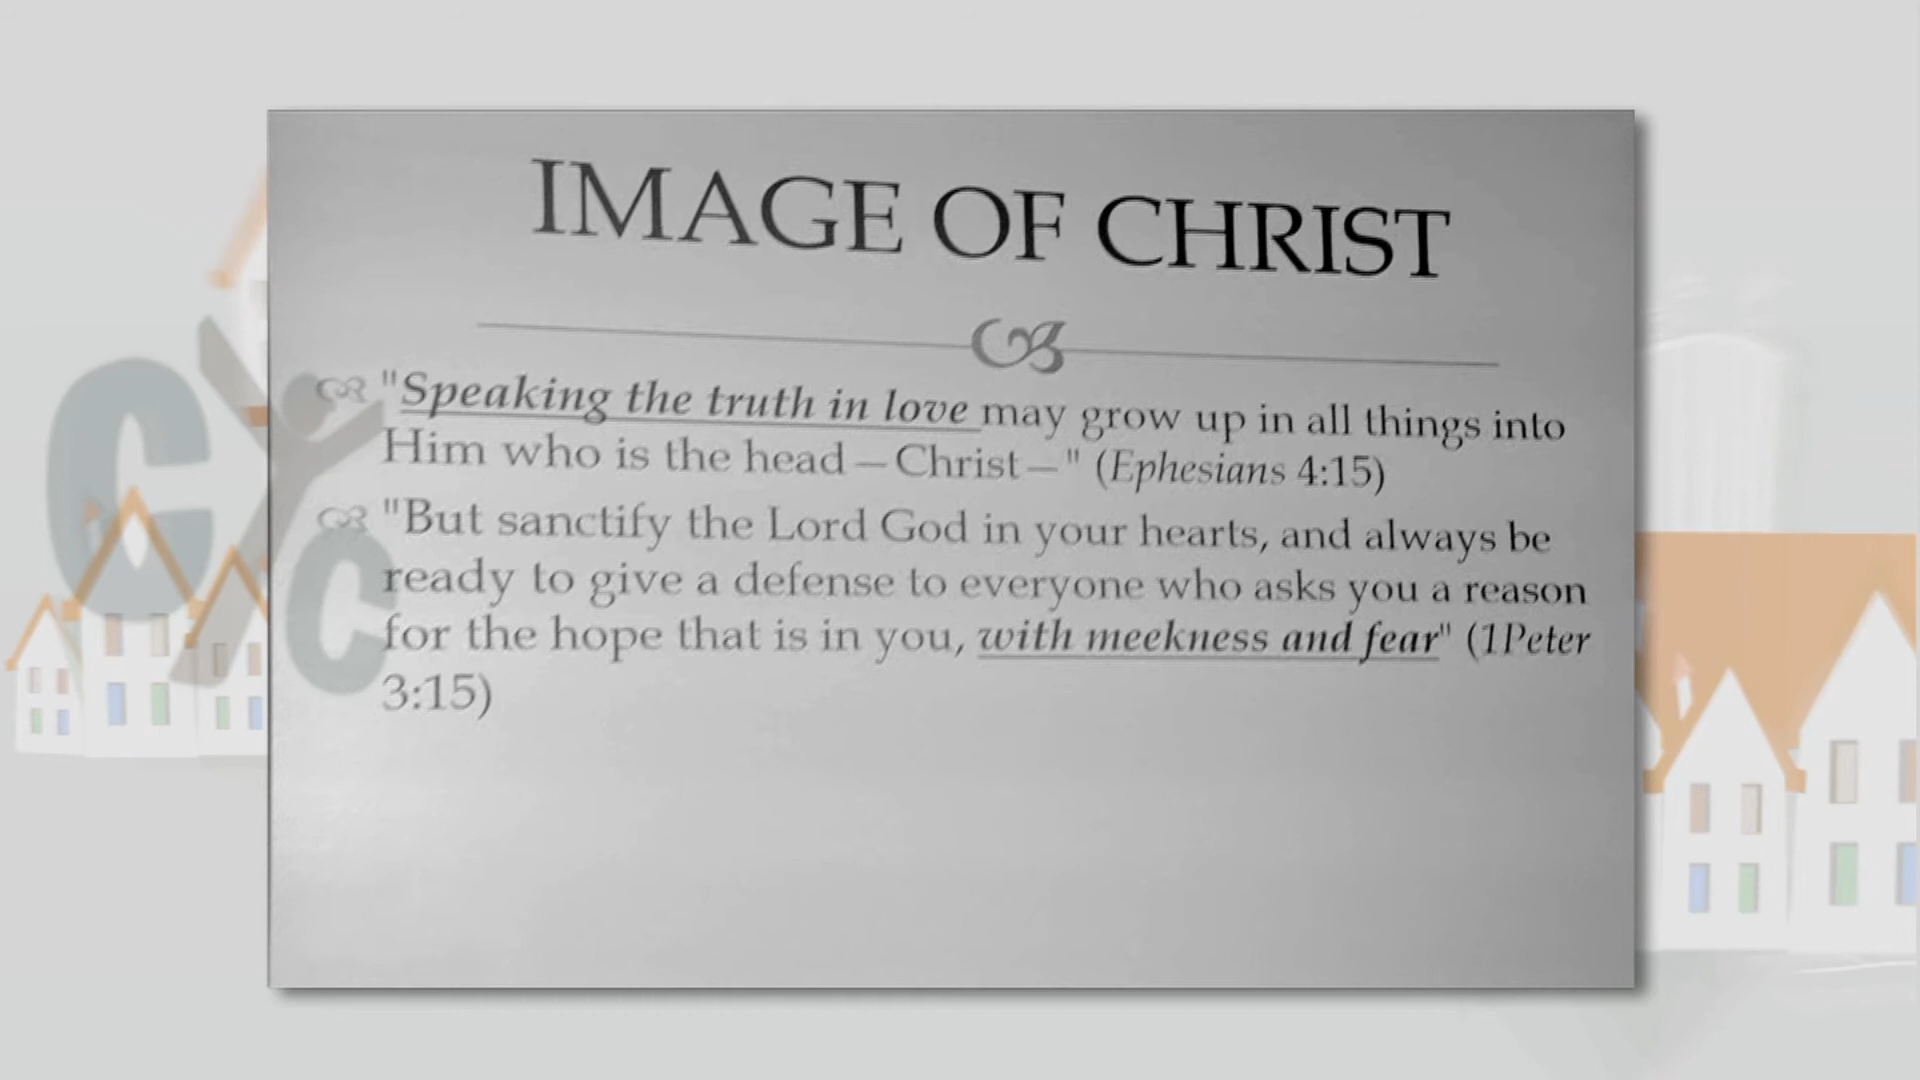 IMAGE OF CHRIST
"Speaking the truth in love may grow up in all things into
Him who is the head – Christ – " (Ephesians 4:15)
"But sanctify the Lord God in your hearts, and always be
ready to give a defense to everyone who asks you a reason
for the hope that is in you, with meekness and fear" (1Peter
3:15)
CYC